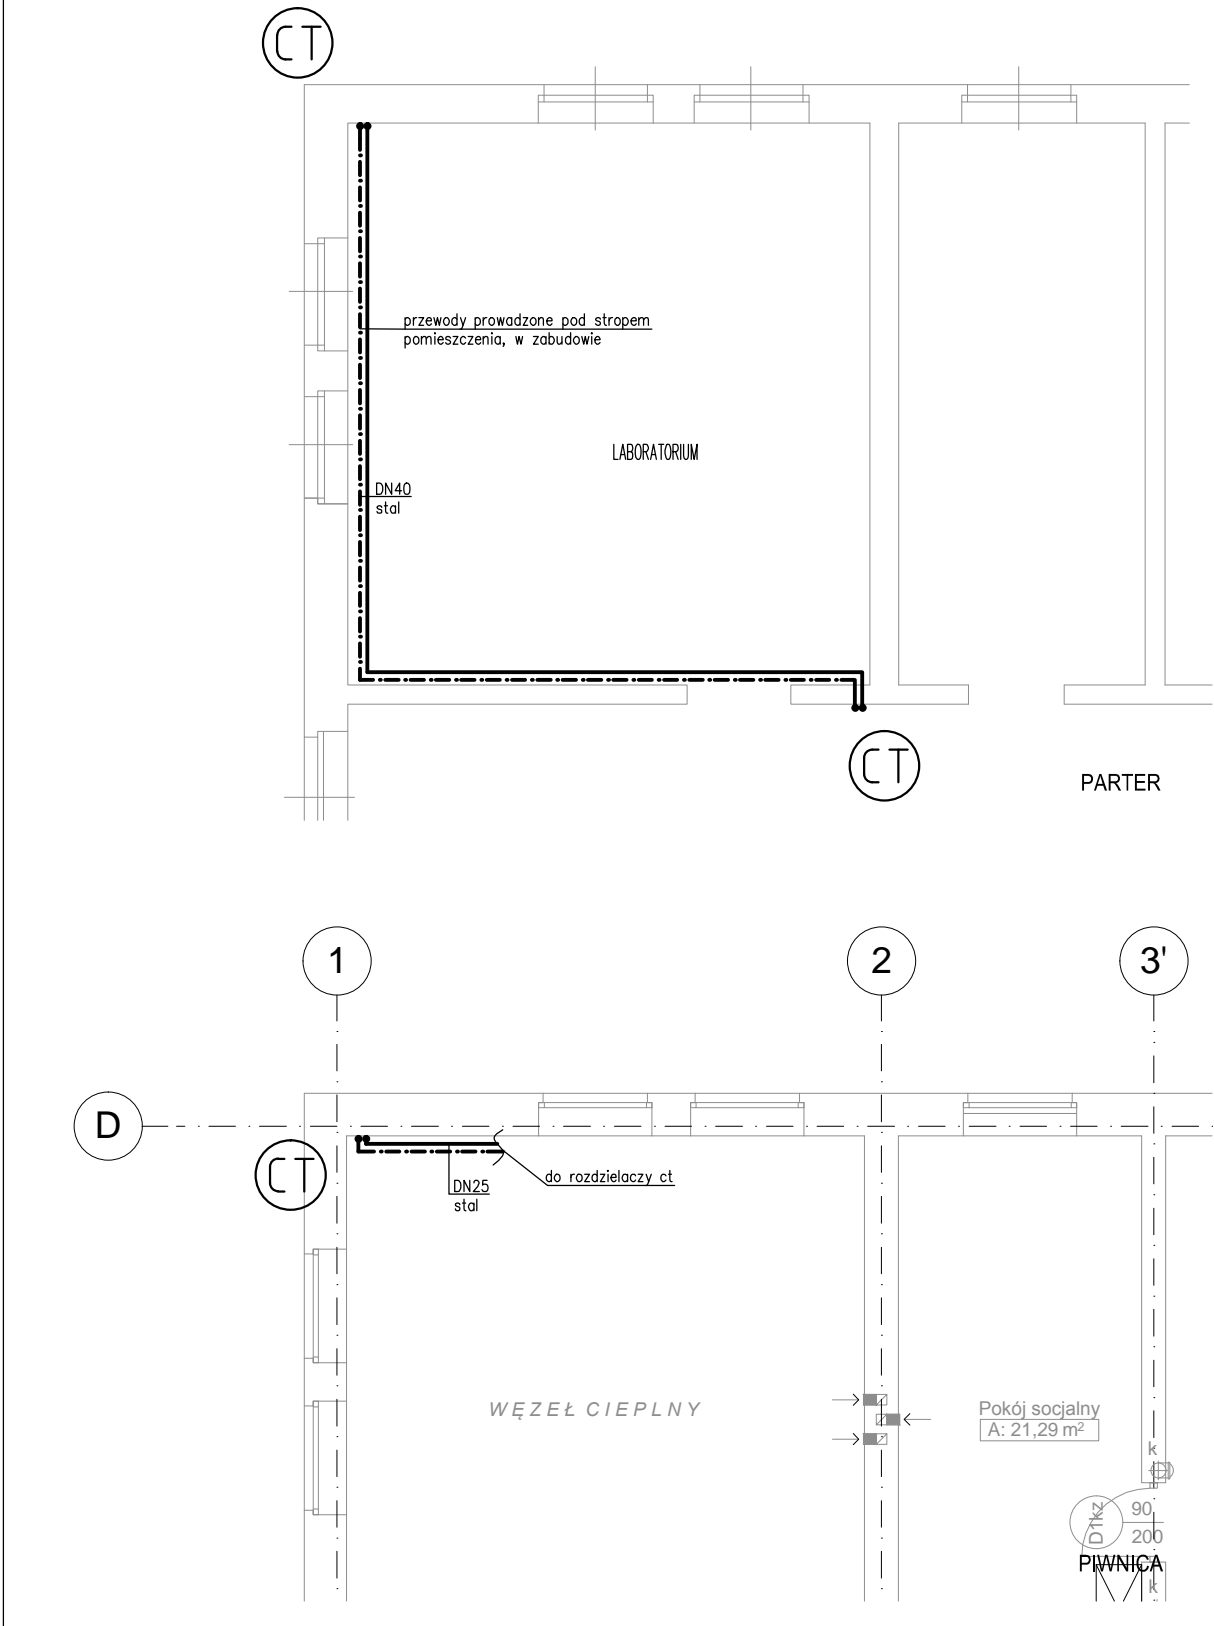 CT
przewody prowadzone pod stropem
pomieszczenia, w zabudowie
LABORATORIUM
DN40
stal
CT
PARTER
1
2
3'
D
CT
DN25
stal
do rozdzielaczy ct
WĘZEŁ CIEPLNY
Pokój socjalny
A: 21,29 m²
k
D1kz
90
200
PIWNICA
k